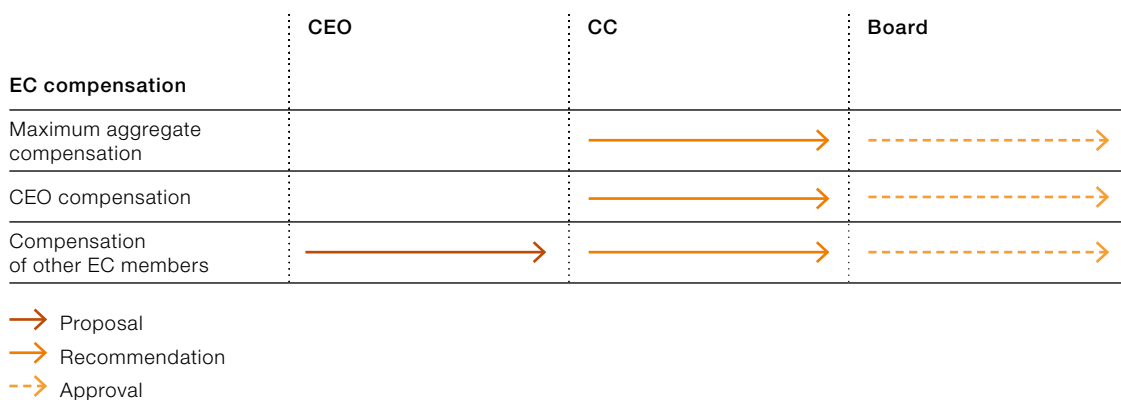 CEO
CC
Board
EC compensation
Maximum aggregate
compensation
CEO compensation
Compensation
of other EC members
Proposal
Recommendation
Approval